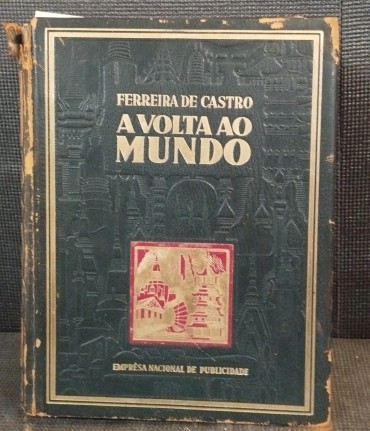 FERREIRA DE CASTRO
A VOLTA AO
MUNDO
EMPRÊSA NACIONAL DE PUBLICIDADE